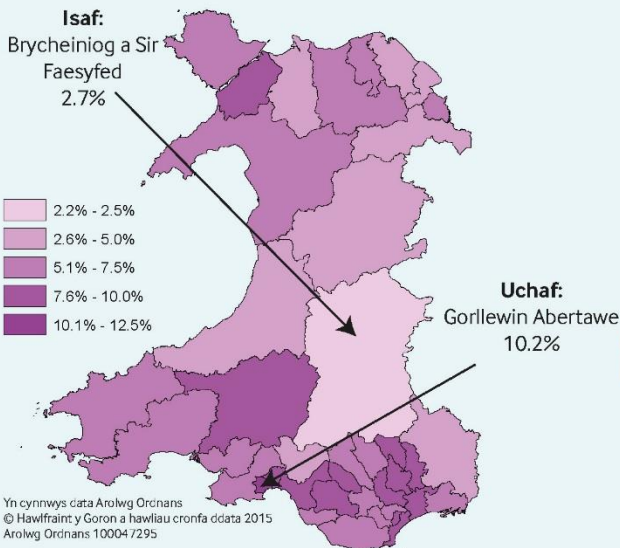 Isaf:
Brycheiniog a Sir
Faesyfed
2.7%
2.2% - 2.5%
2.6% - 5.0%
5.1% - 7.5%
7.6% - 10.0%
10.1% - 12.5%
Uchaf:
Gorllewin Abertawe
10.2%
Yn cynnwys data Arolwg Ordnans
© Hawlfraint y Goron a hawliau cronfa ddata 2015
Arolwg Ordnans 100047295